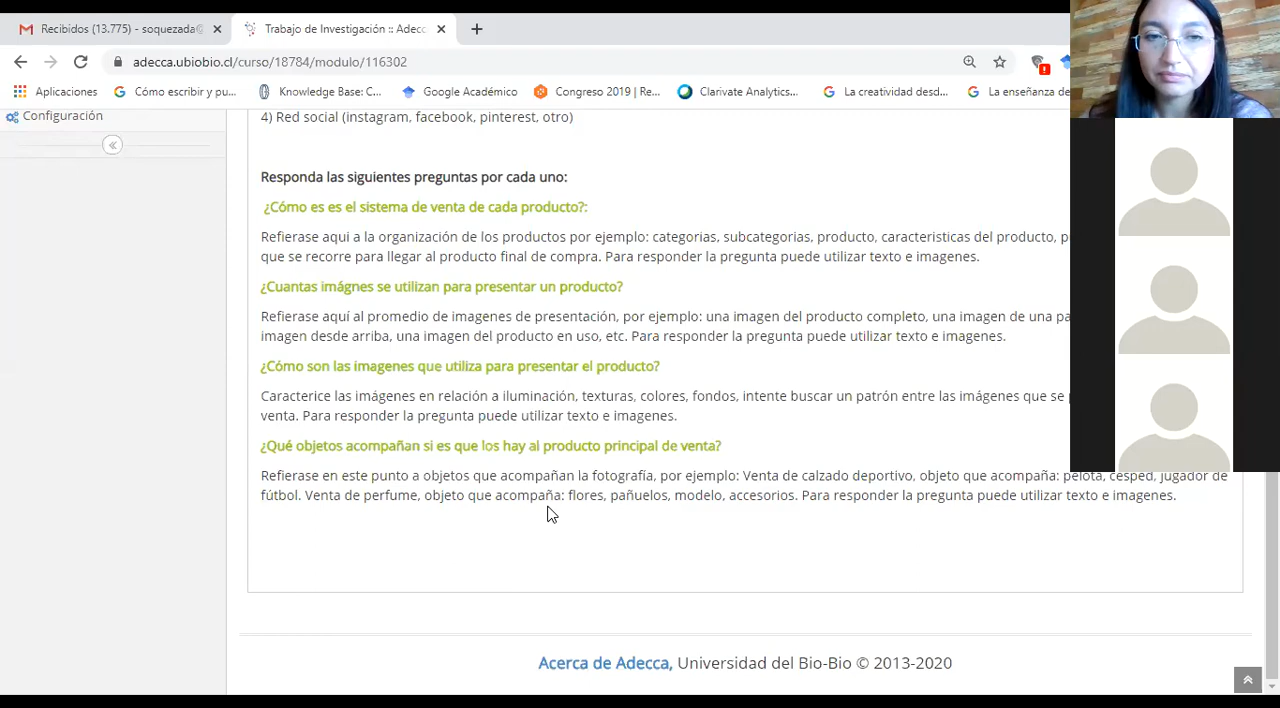 Recibidos (13.775) - soquezada@
Trabajo de Investigación :: Adecc
adecca.ubiobio.cl/curso/18784/modulo/116302
Aplicaciones
Cómo escribir y pu...
Knowledge Base: C...
Google Académico
Congreso 2019 | Re...
Clarivate Analytics...
La creatividad desd...
La enseñanza de
Configuración
4) Red social (instagram, facebook, pinterest, otro)
Responda las siguientes preguntas por cada uno:
¿Cómo es es el sistema de venta de cada producto?:
Refierase aqui a la organización de los productos por ejemplo: categorias, subcategorias, producto, caracteristicas del producto,
que se recorre para llegar al producto final de compra. Para responder la pregunta puede utilizar texto e imagenes.
¿Cuantas imágnes se utilizan para presentar un producto?
Refierase aquí al promedio de imagenes de presentación, por ejemplo: una imagen del producto completo, una imagen de una
imagen desde arriba, una imagen del producto en uso, etc. Para responder la pregunta puede utilizar texto e imagenes.
¿Cómo son las imagenes que utiliza para presentar el producto?
Caracterice las imágenes en relación a iluminación, texturas, colores, fondos, intente buscar un patrón entre las imágenes que se
venta. Para responder la pregunta puede utilizar texto e imagenes.
¿Qué objetos acompañan si es que los hay al producto principal de venta?
Refierase en este punto a objetos que acompañan la fotografía, por ejemplo: Venta de calzado deportivo, objeto que acompaña: pelota, cesped, jugador de
fútbol. Venta de perfume, objeto que acompaña: flores, pañuelos, modelo, accesorios. Para responder la pregunta puede utilizar texto e imagenes.
Acerca de Adecca, Universidad del Bio-Bio © 2013-2020